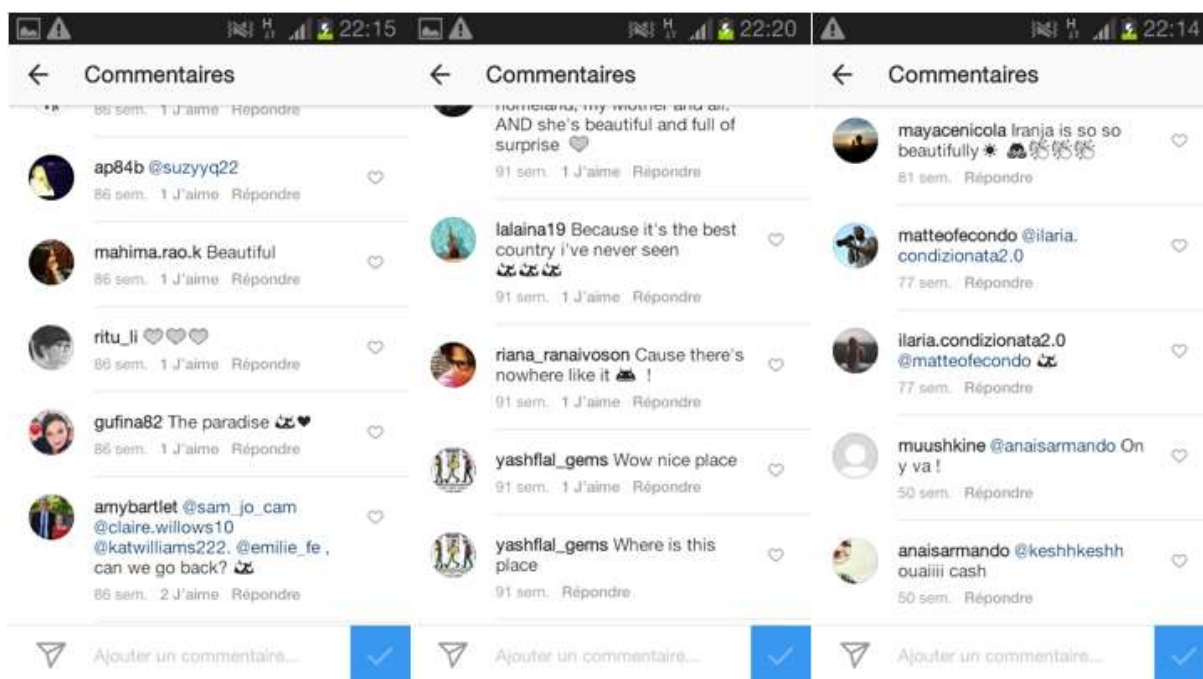 22:15
Commentaires
86 sem. 1 J'aime Répondre
ap84b @suzyyq22
86 sem. 1 J'aime Répondre
mahima.rao.k Beautiful
86 sem. 1 J'aime Répondre
ritu_li
86 sem. 1 J'aime Répondre
gufina82 The paradise
86 sem. 1 J'aime Répondre
amybartlet @sam_jo_cam
@claire.willows10
@katwilliams222. @emilie_fe ,
can we go back?
86 sem. 2 J'aime Répondre
Ajouter un commentaire...
22:20
Commentaires
homeland, my Mother and all.
AND she's beautiful and full of
surprise
91 sem. 1 J'aime Répondre
lalaina19 Because it's the best
country i've never seen
91 sem. 1 J'aime Répondre
riana_ranaivoson Cause there's
nowhere like it !
91 sem. 1 J'aime Répondre
yashflal_gems Wow nice place
91 sem. 1 J'aime Répondre
yashflal_gems Where is this
place
91 sem. Répondre
Ajouter un commentaire...
22:14
Commentaires
mayacenicola Iranja is so so
beautifully
81 sem. Répondre
matteofecondo @ilaria.
condizionata2.0
77 sem. Répondre
ilaria.condizionata2.0
@matteofecondo
77 sem. Répondre
muushkine @anaisarmando On
y va !
50 sem. Répondre
anaisarmando @keshhkeshh
ouaiiii cash
50 sem. Répondre
Ajouter un commentaire...